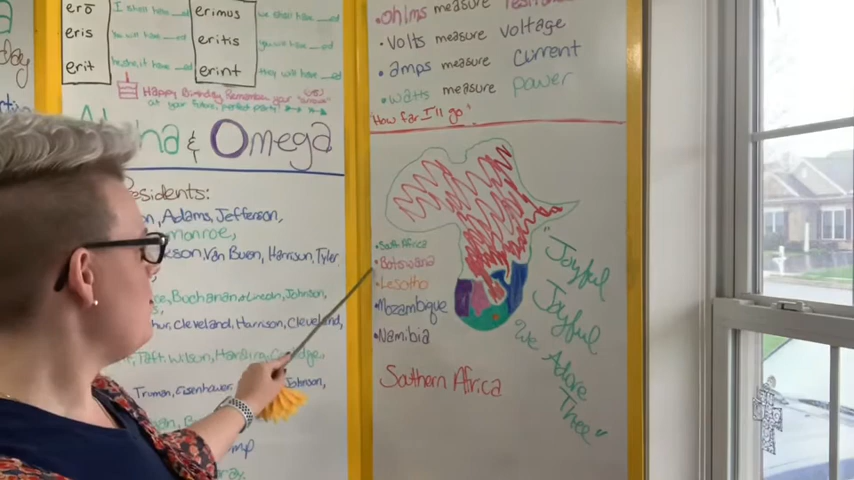 erō
I shall have ___ed
erimus
we shall have ___ed
eris
You will have ___ed
eritis
you will have ___ed
erit
he, she, it have ___ed
erint
they will have ___ed
Happy Birthday Remember your
at your future, perfect party
& Omega
residents:
Adams, Jefferson,
monroe,
Van Buren, Harrison, Tyler
Buchanan, Lincoln, Johnson,
Cleveland, Harrison, Cleveland,
Taft, Wilson, Harding,
Truman, Eisenhower,
Johnson,
•Ohms measure
•Volts measure voltage
•amps measure Current
•watts measure power
"How far I'll go"
•South Africa
•Botswana
•Lesotho
•Mozambique
•Namibia
Sothern Africa
"Joyful
Joyful
We Adore
Thee"